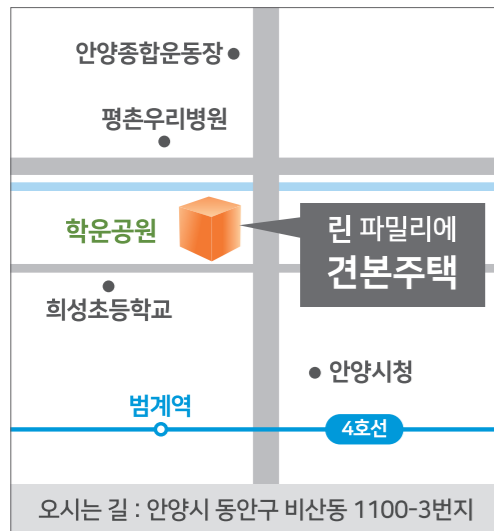 안양종합운동장
평촌우리병원
학운공원
린 파밀리에
견본주택
희성초등학교
안양시청
범계역
4호선
오시는 길 : 안양시 동안구 비산동 1100-3번지